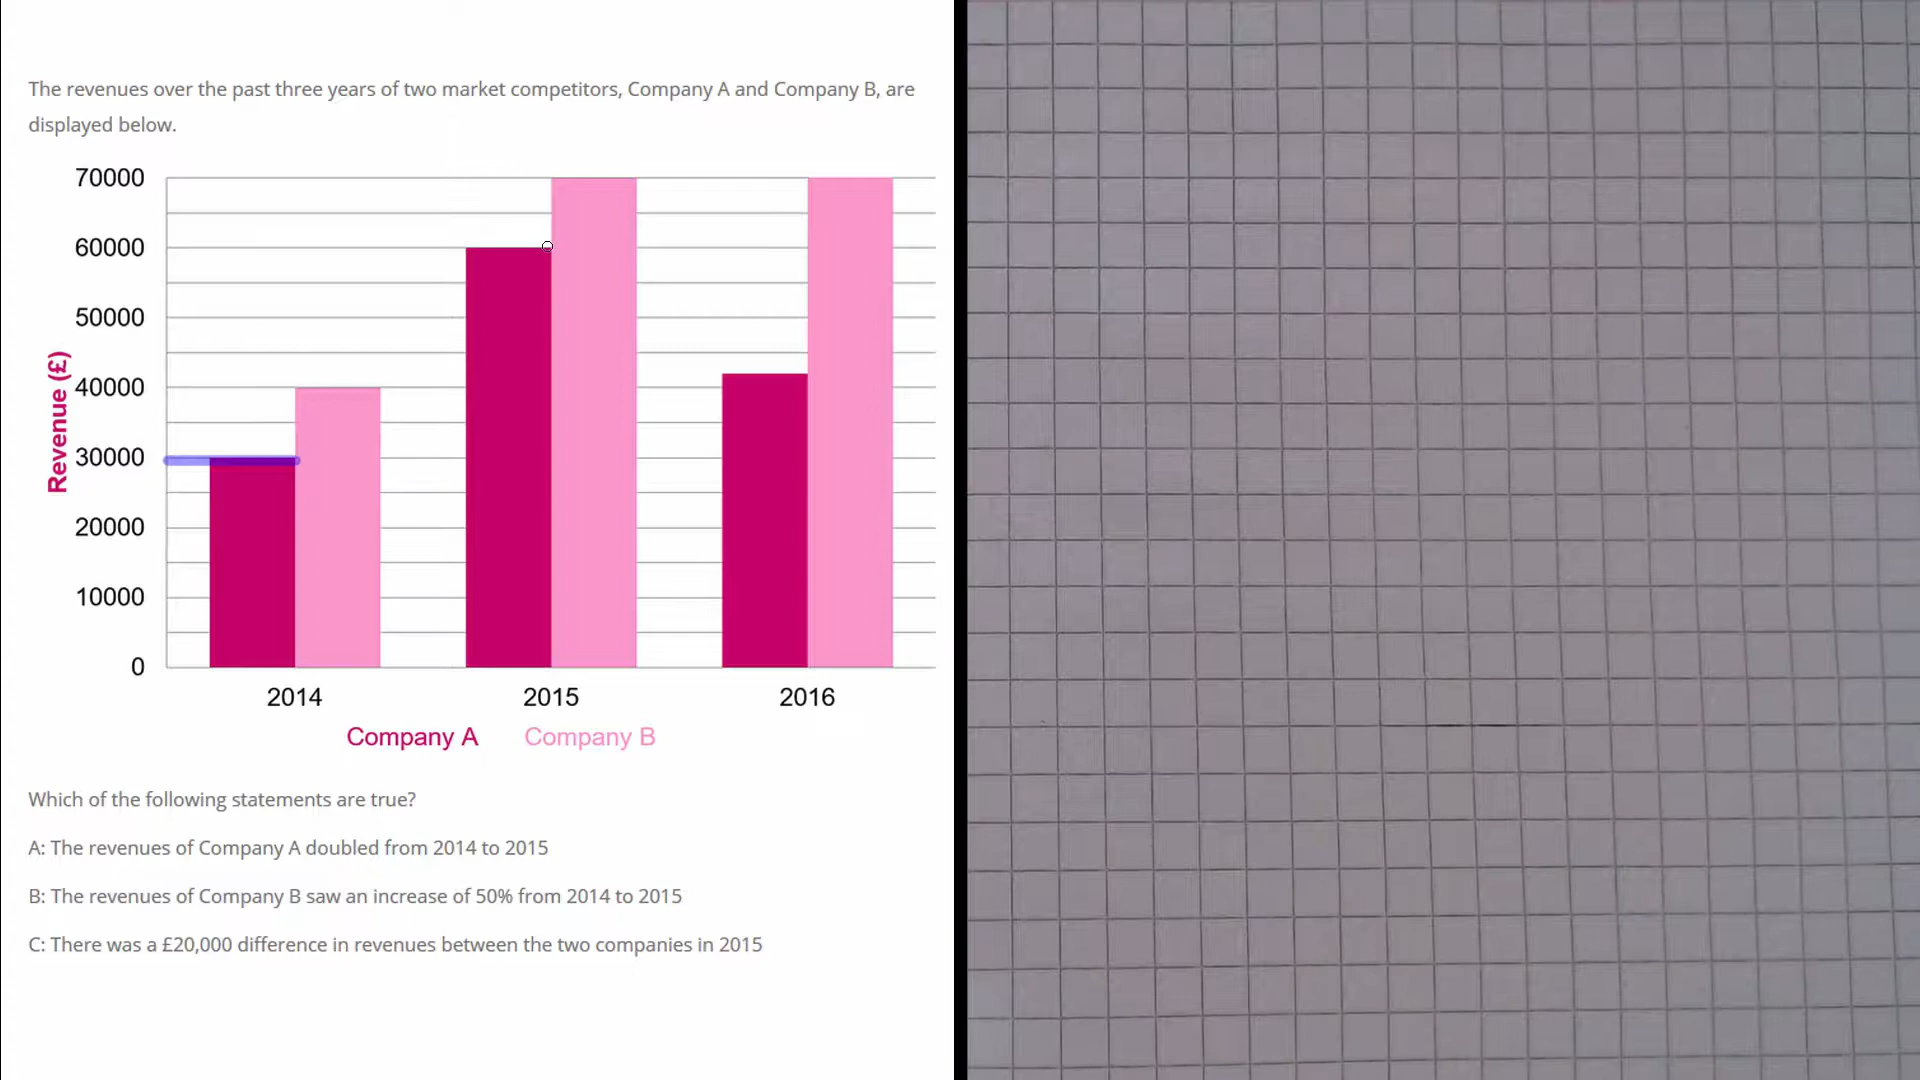 The revenues over the past three years of two market competitors, Company A and Company B, are
displayed below.
70000
60000
50000
40000
30000
20000
10000
0
Revenue (£)
2014 2015 2016
Company A Company B
Which of the following statements are true?
A: The revenues of Company A doubled from 2014 to 2015
B: The revenues of Company B saw an increase of 50% from 2014 to 2015
C: There was a £20,000 difference in revenues between the two companies in 2015